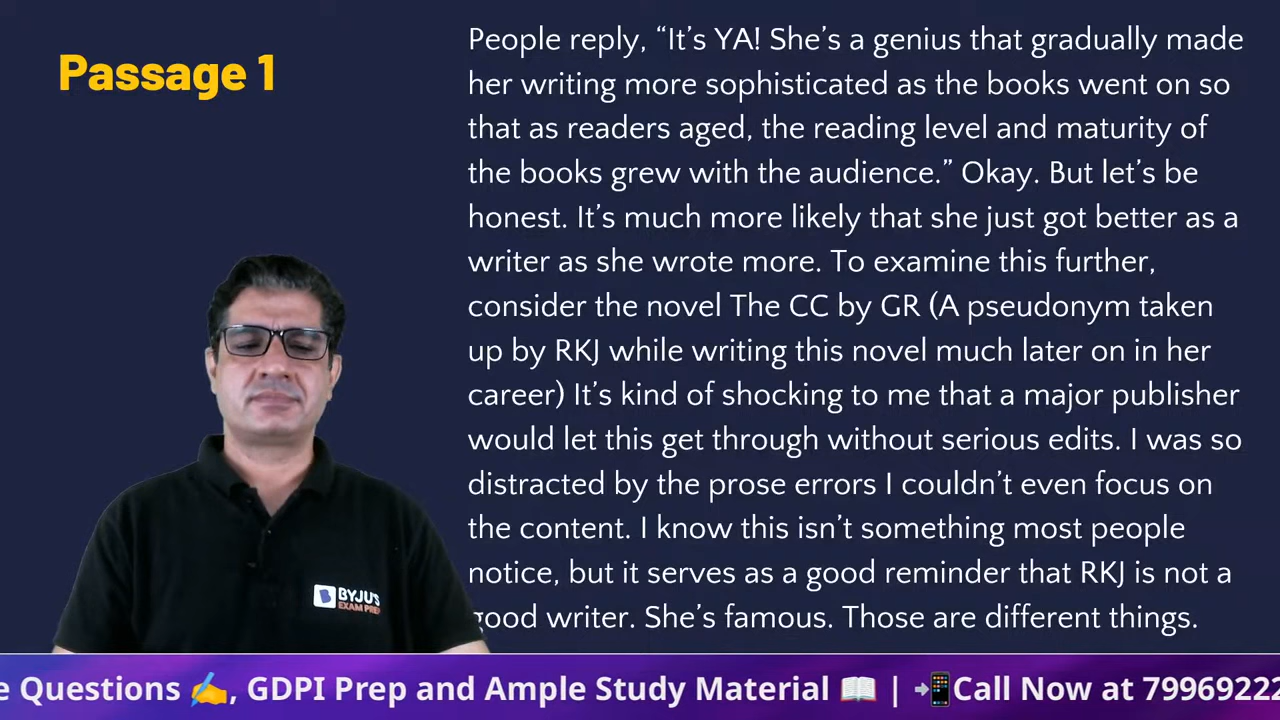 Passage 1
People reply, “It’s YA! She’s a genius that gradually made
her writing more sophisticated as the books went on so
that as readers aged, the reading level and maturity of
the books grew with the audience.” Okay. But let’s be
honest. It’s much more likely that she just got better as a
writer as she wrote more. To examine this further,
consider the novel The CC by GR (A pseudonym taken
up by RKJ while writing this novel much later on in her
career) It’s kind of shocking to me that a major publisher
would let this get through without serious edits. I was so
distracted by the prose errors I couldn’t even focus on
the content. I know this isn’t something most people
notice, but it serves as a good reminder that RKJ is not a
good writer. She’s famous. Those are different things.
BYJU'S
EXAM PREP
e Questions ✍️, GDPI Prep and Ample Study Material 📖 | 📲Call Now at 79969222